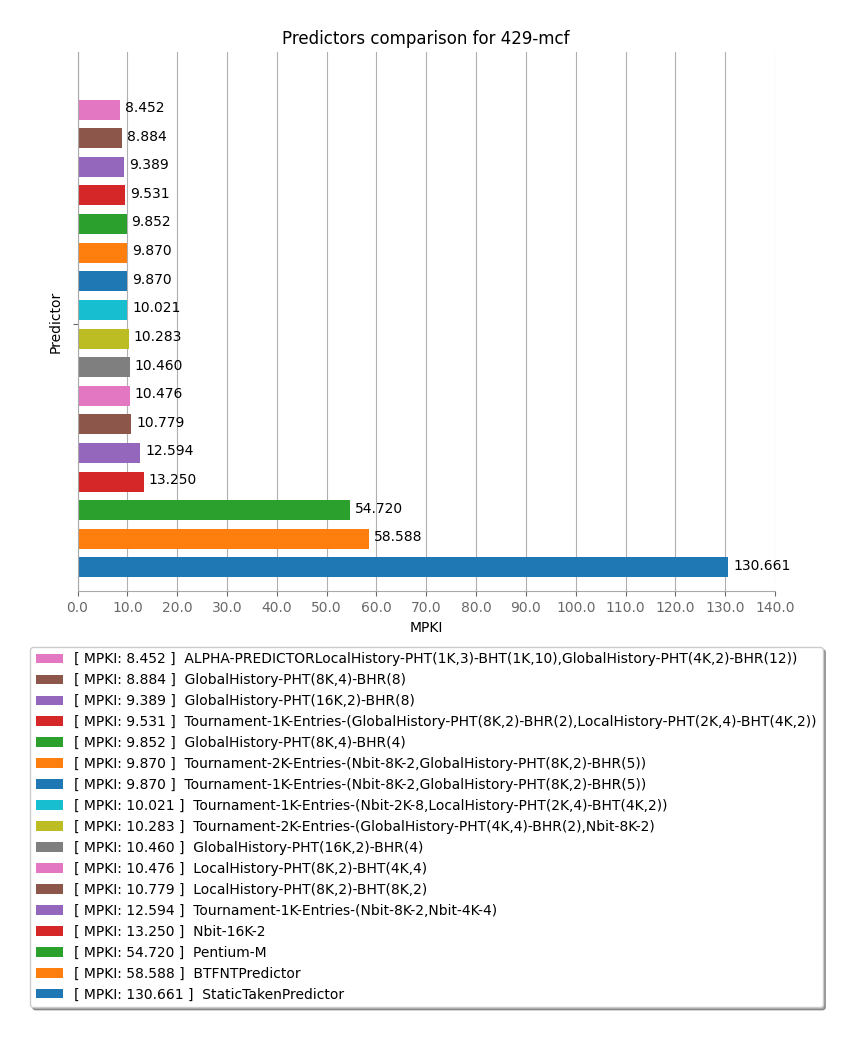 Predictors comparison for 429-mcf
8.452
8.884
9.389
9.531
9.852
9.870
9.870
10.021
10.283
Predictor
10.460
10.476
10.779
12.594
13.250
54.720
58.588
130.661
0.0 10.0 20.0 30.0 40.0 50.0 60.0 70.0 80.0 90.0 100.0 110.0 120.0 130.0 140.0
MPKI
[ MPKI: 8.452 ] ALPHA-PREDICTORLocalHistory-PHT(1K,3)-BHT(1K,10),GlobalHistory-PHT(4K,2)-BHR(12))
[ MPKI: 8.884 ] GlobalHistory-PHT(8K,4)-BHR(8)
[ MPKI: 9.389 ] GlobalHistory-PHT(16K,2)-BHR(8)
[ MPKI: 9.531 ] Tournament-1K-Entries-(GlobalHistory-PHT(8K,2)-BHR(2),LocalHistory-PHT(2K,4)-BHT(4K,2))
[ MPKI: 9.852 ] GlobalHistory-PHT(8K,4)-BHR(4)
[ MPKI: 9.870 ] Tournament-2K-Entries-(Nbit-8K-2,GlobalHistory-PHT(8K,2)-BHR(5))
[ MPKI: 9.870 ] Tournament-1K-Entries-(Nbit-8K-2,GlobalHistory-PHT(8K,2)-BHR(5))
[ MPKI: 10.021 ] Tournament-1K-Entries-(Nbit-2K-8,LocalHistory-PHT(2K,4)-BHT(4K,2))
[ MPKI: 10.283 ] Tournament-2K-Entries-(GlobalHistory-PHT(4K,4)-BHR(2),Nbit-8K-2)
[ MPKI: 10.460 ] GlobalHistory-PHT(16K,2)-BHR(4)
[ MPKI: 10.476 ] LocalHistory-PHT(8K,2)-BHT(4K,4)
[ MPKI: 10.779 ] LocalHistory-PHT(8K,2)-BHT(8K,2)
[ MPKI: 12.594 ] Tournament-1K-Entries-(Nbit-8K-2,Nbit-4K-4)
[ MPKI: 13.250 ] Nbit-16K-2
[ MPKI: 54.720 ] Pentium-M
[ MPKI: 58.588 ] BTFNTPredictor
[ MPKI: 130.661 ] StaticTakenPredictor